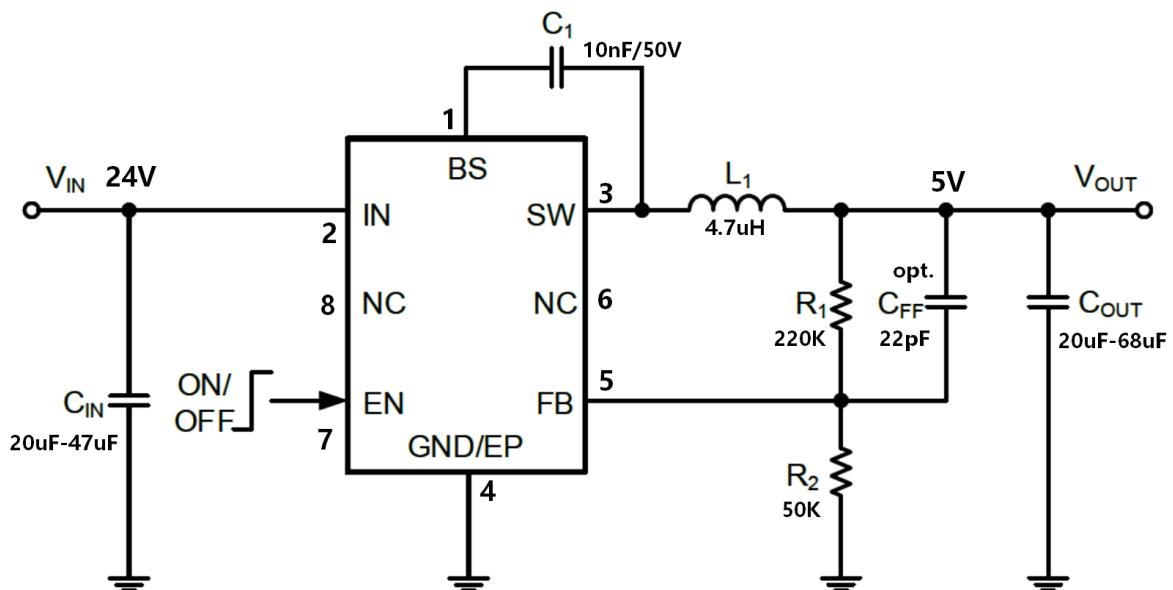 C1
10nF/50V
1
BS
VIN 24V
IN
2
SW
3
L1
4.7uH
5V
VOUT
8
NC
NC
6
R1
220K
opt.
CFF
22pF
COUT
20uF-68uF
CIN
20uF-47uF
ON/
OFF
EN
7
FB
5
GND/EP
4
R2
50K